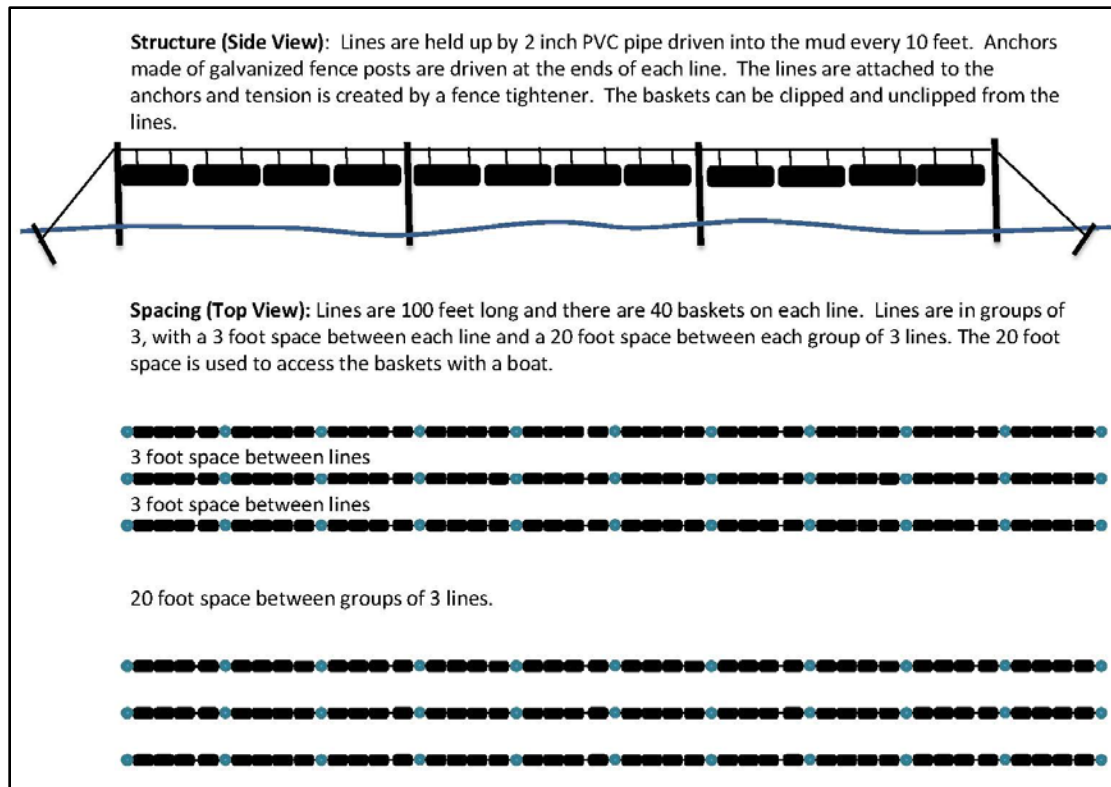 Structure (Side View):  Lines are held up by 2 inch PVC pipe driven into the mud every 10 feet.  Anchors
made of galvanized fence posts are driven at the ends of each line.  The lines are attached to the
anchors and tension is created by a fence tightener.  The baskets can be clipped and unclipped from the
lines.
Spacing (Top View): Lines are 100 feet long and there are 40 baskets on each line.  Lines are in groups of
3, with a 3 foot space between each line and a 20 foot space between each group of 3 lines. The 20 foot
space is used to access the baskets with a boat.
3 foot space between lines
3 foot space between lines
20 foot space between groups of 3 lines.